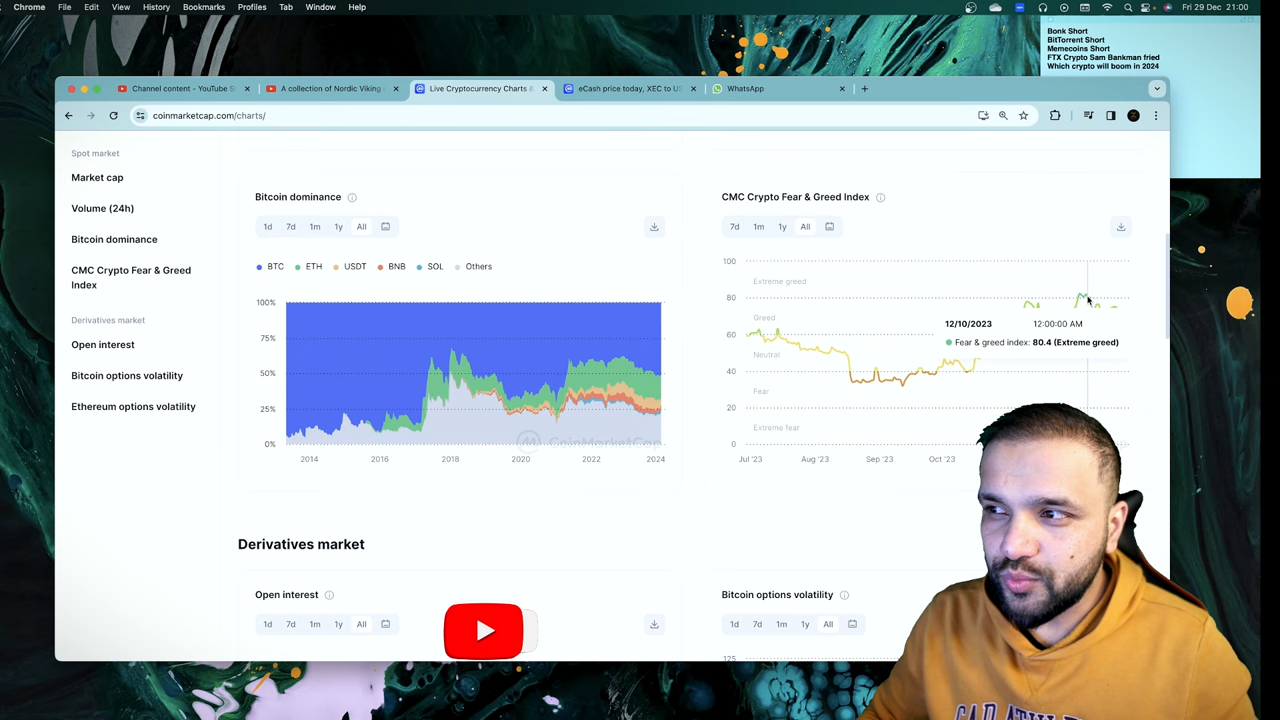 Chrome File Edit View History Bookmarks Profiles Tab Window Help Fri 29 Dec 21:00
Bonk Short
BitTorrent Short
Memecoins Short
FTX Crypto Sam Bankman fried
Which crypto will boom in 2024
Channel content - YouTube S A collection of Nordic Viking Live Cryptocurrency Charts & eCash price today, XEC to US WhatsApp
coinmarketcap.com/charts/
Spot market
Market cap
Volume (24h)
Bitcoin dominance
CMC Crypto Fear & Greed
Index
Derivatives market
Open interest
Bitcoin options volatility
Ethereum options volatility
Bitcoin dominance
1d 7d 1m 1y All
BTC ETH USDT BNB SOL Others
100%
75%
50%
25%
0%
CoinMarketCap
2014 2016 2018 2020 2022 2024
CMC Crypto Fear & Greed Index
7d 1m 1y All
100
Extreme greed
80
Greed
60
Neutral
40
Fear
20
Extreme fear
0
12/10/2023 12:00:00 AM
Fear & greed index: 80.4 (Extreme greed)
Jul '23 Aug '23 Sep '23 Oct '23
Derivatives market
Open interest
1d 7d 1m 1y All
Bitcoin options volatility
1d 7d 1m 1y All
125